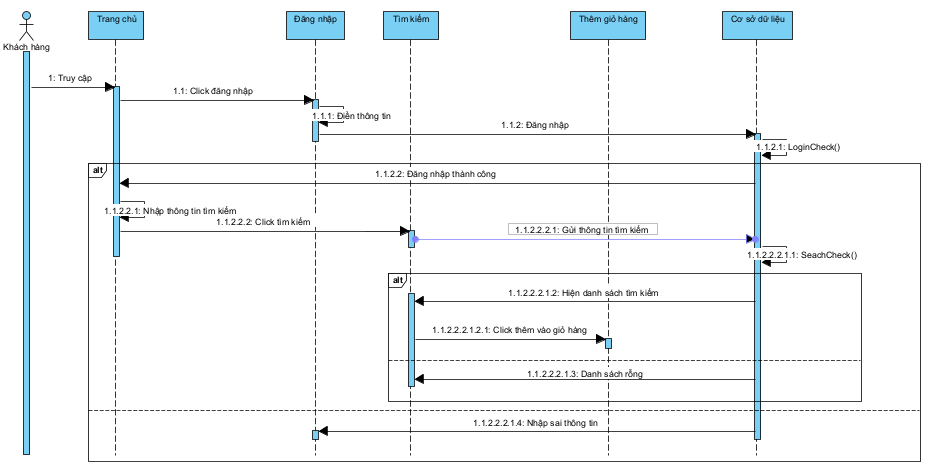 Trang chủ
Đăng nhập
Tìm kiếm
Thêm giỏ hàng
Cơ sở dữ liệu
Khách hàng
1: Truy cập
1.1: Click đăng nhập
1.1.1: Điền thông tin
1.1.2: Đăng nhập
1.1.2.1: LoginCheck()
alt
1.1.2.2: Đăng nhập thành công
1.1.2.2.1: Nhập thông tin tìm kiếm
1.1.2.2.2: Click tìm kiếm
1.1.2.2.2.1: Gửi thông tin tìm kiếm
1.1.2.2.2.1.1: SeachCheck()
alt
1.1.2.2.2.1.2: Hiện danh sách tìm kiếm
1.1.2.2.2.1.2.1: Click thêm vào giỏ hàng
1.1.2.2.2.1.3: Danh sách rỗng
1.1.2.2.2.1.4: Nhập sai thông tin